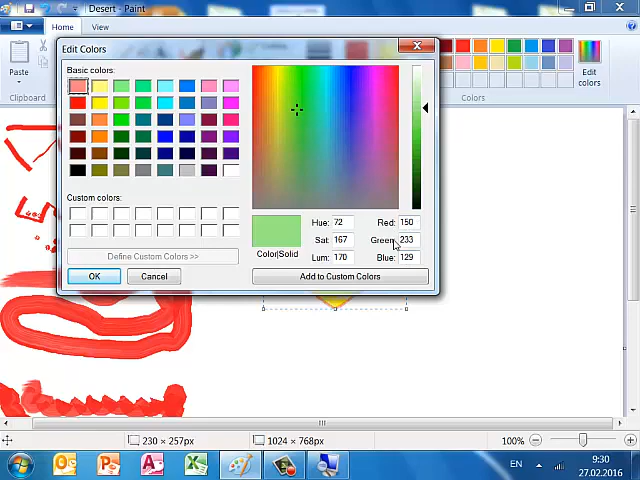 Desert - Paint
Home
View
Edit Colors
Basic colors:
Custom colors:
Define Custom Colors >>
OK
Cancel
Color|Solid
Hue: 72
Sat: 167
Lum: 170
Red: 150
Green: 233
Blue: 129
Add to Custom Colors
Paste
Colors
Edit
colors
230 × 257px
1024 × 768px
100%
EN
9:30
27.02.2016